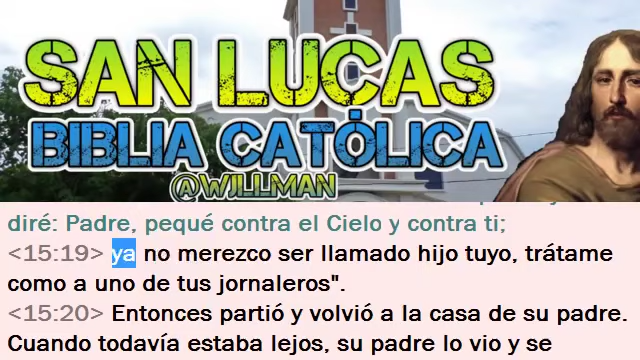 SAN LUCAS
BIBLIA CATÓLICA
@WILLMAN
diré: Padre, pequé contra el Cielo y contra ti;
<15:19> ya no merezco ser llamado hijo tuyo, trátame
como a uno de tus jornaleros".
<15:20> Entonces partió y volvió a la casa de su padre.
Cuando todavía estaba lejos, su padre lo vio y se